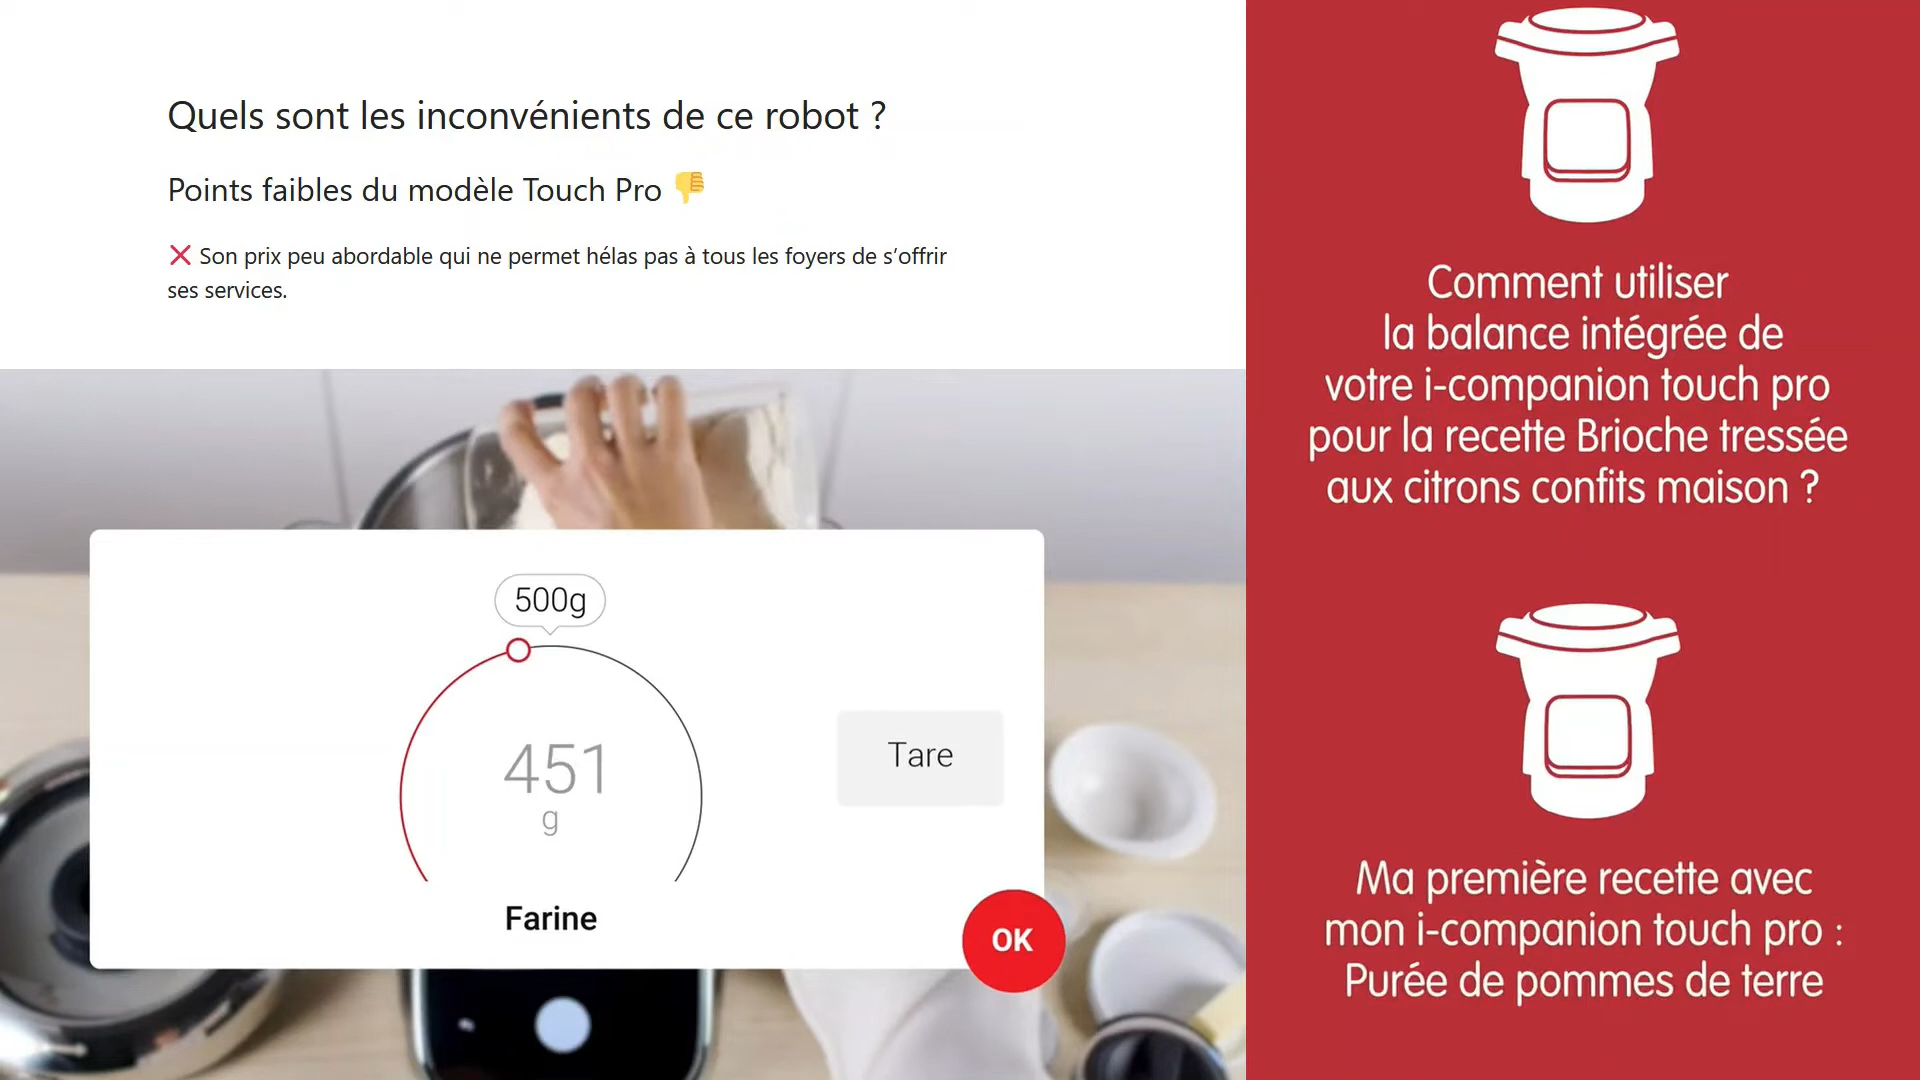 Quels sont les inconvénients de ce robot ?
Points faibles du modèle Touch Pro 👎
❌ Son prix peu abordable qui ne permet hélas pas à tous les foyers de s’offrir
ses services.
500g
451
g
Tare
Farine
OK
Comment utiliser
la balance intégrée de
votre i-companion touch pro
pour la recette Brioche tressée
aux citrons confits maison ?
Ma première recette avec
mon i-companion touch pro :
Purée de pommes de terre